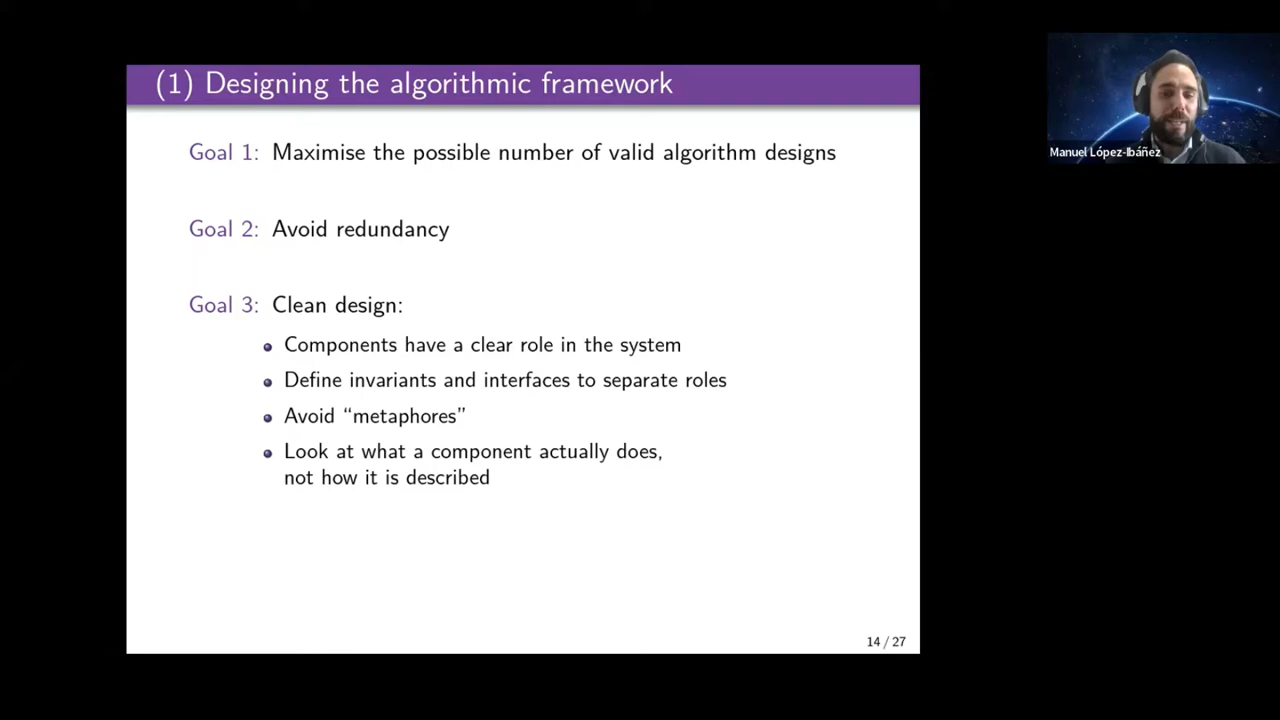 (1) Designing the algorithmic framework
Manuel López-Ibáñez
Goal 1: Maximise the possible number of valid algorithm designs
Goal 2: Avoid redundancy
Goal 3: Clean design:
Components have a clear role in the system
Define invariants and interfaces to separate roles
Avoid “metaphores”
Look at what a component actually does,
not how it is described
14 / 27